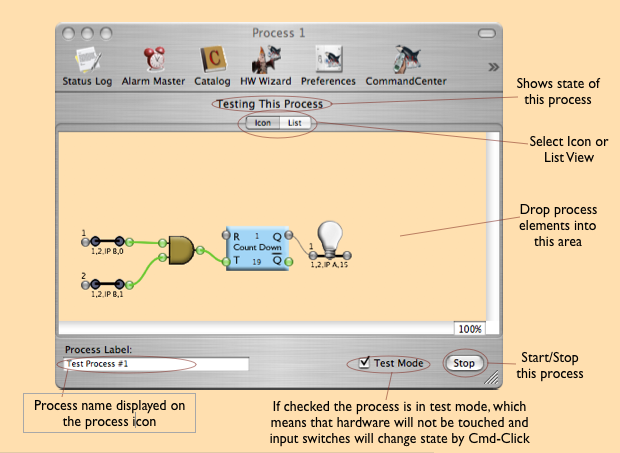 Process 1
Status Log
Alarm Master
Catalog
HW Wizard
Preferences
CommandCenter
»
Testing This Process
Icon
List
Shows state of
this process
Select Icon or
List View
Drop process
elements into
this area
1
1,2,IP B,0
2
1,2,IP B,1
R 1 Q
Count Down
T 19 Q
1
1,2,IP A,15
100%
Process Label:
Test Process #1
Test Mode
Stop
Start/Stop
this process
Process name displayed on
the process icon
If checked the process is in test mode, which
means that hardware will not be touched and
input switches will change state by Cmd-Click